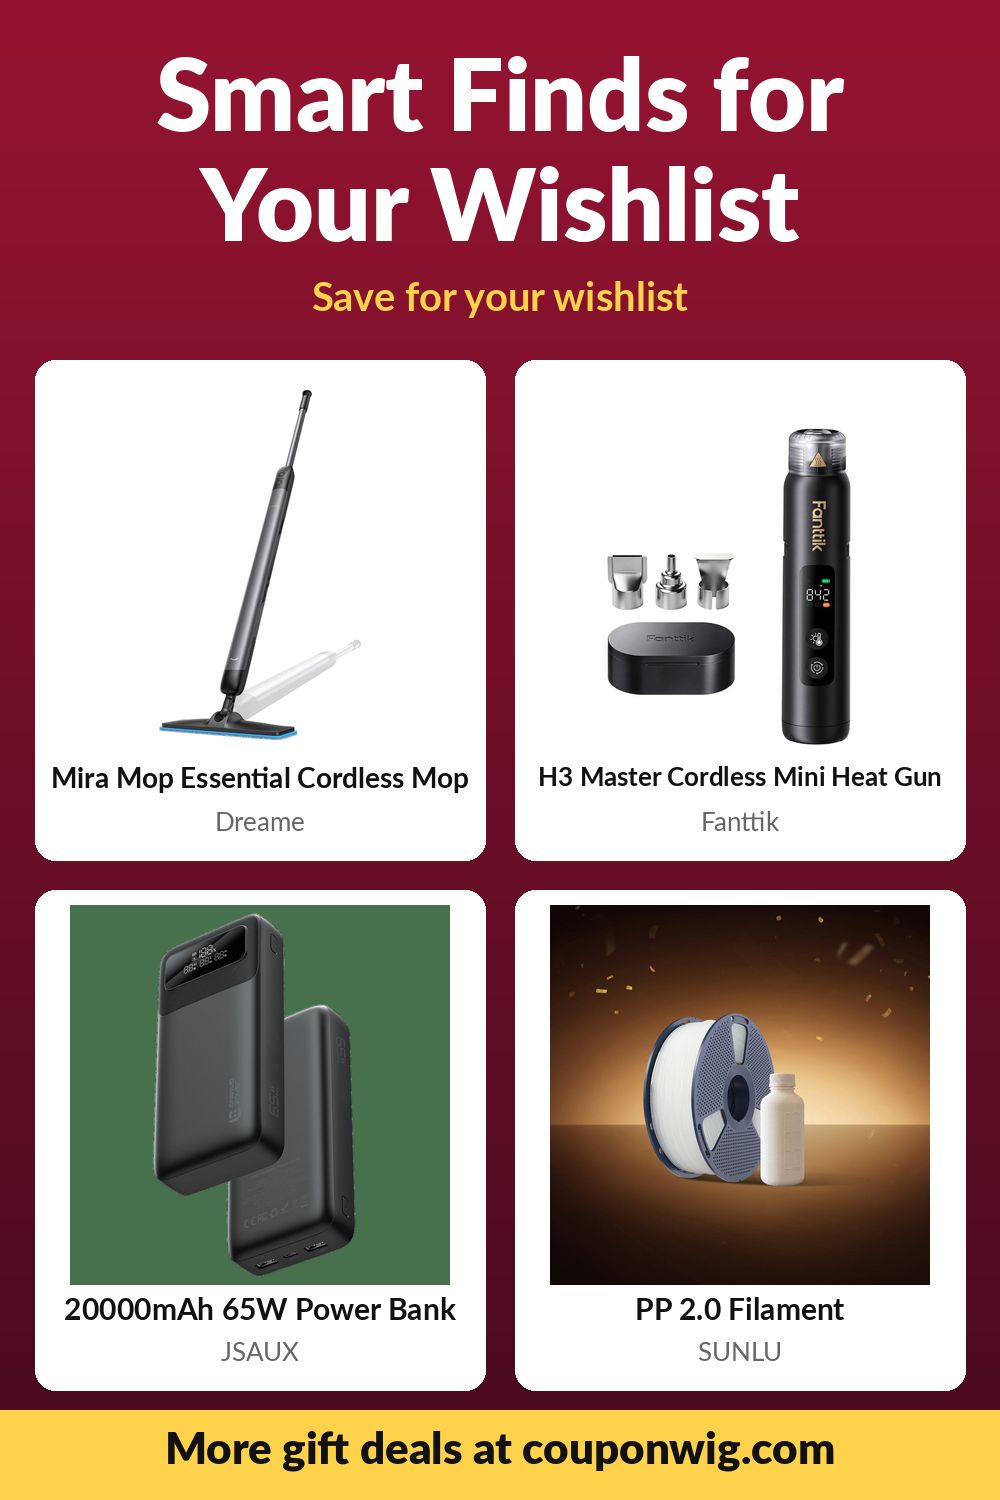 Smart Finds for
Your Wishlist
Save for your wishlist
Fanttik
842
Fanttik
Mira Mop Essential Cordless Mop
Dreame
H3 Master Cordless Mini Heat Gun
Fanttik
65W
65W
20000mAh 65W Power Bank
JSAUX
PP 2.0 Filament
SUNLU
More gift deals at couponwig.com